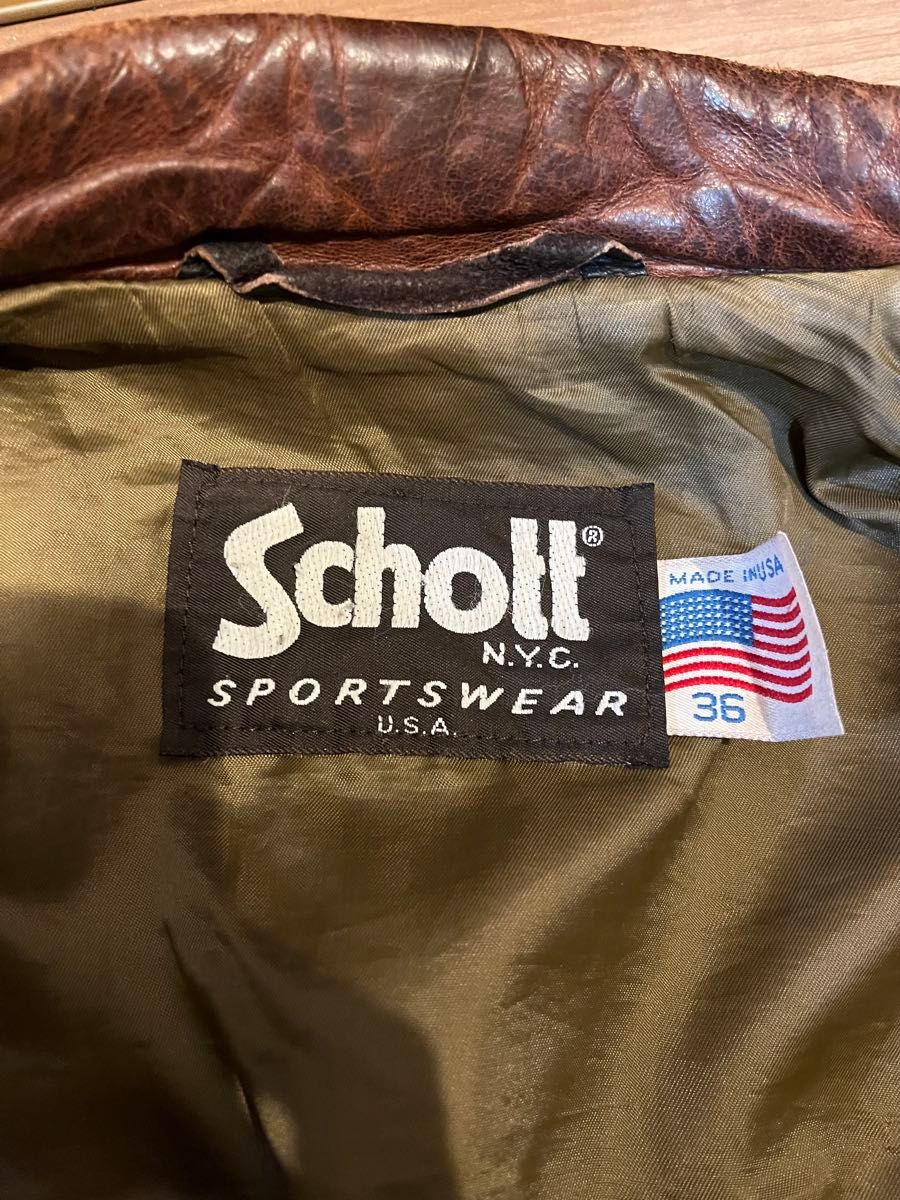 Schott®
N.Y.C.
SPORTSWEAR
U.S.A.
MADE IN USA
36